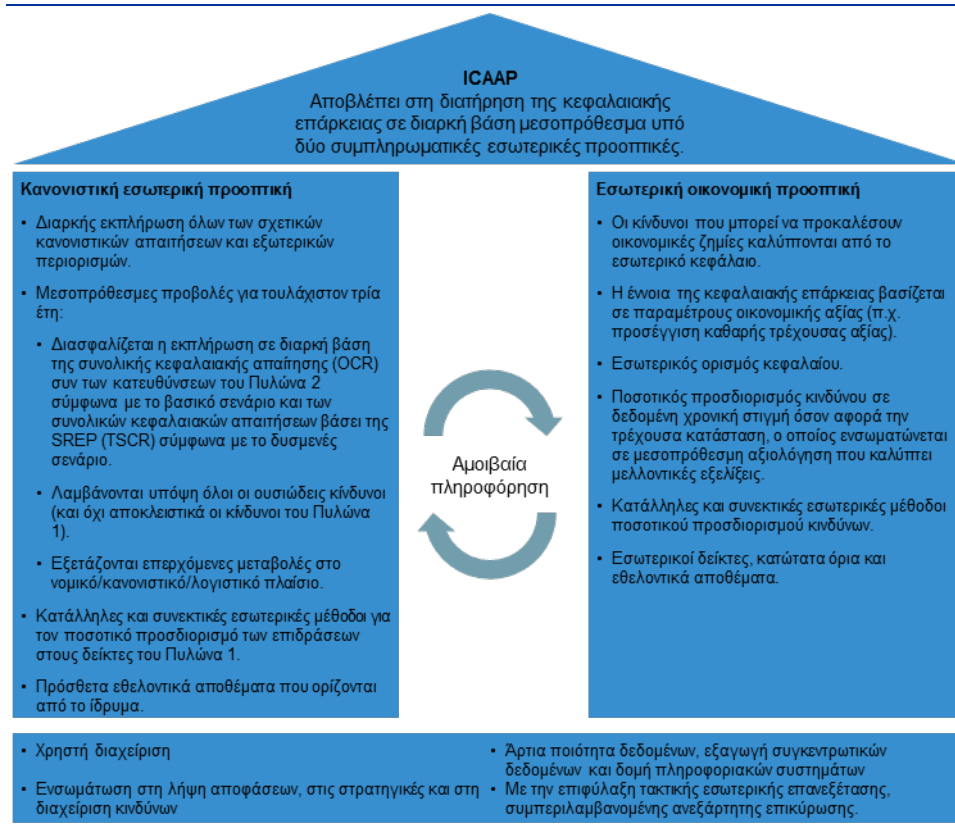 ICAAP
Αποβλέπει στη διατήρηση της κεφαλαιακής
επάρκειας σε διαρκή βάση μεσοπρόθεσμα υπό
δύο συμπληρωματικές εσωτερικές προοπτικές.
Κανονιστική εσωτερική προοπτική
• Διαρκής εκπλήρωση όλων των σχετικών
κανονιστικών απαιτήσεων και εξωτερικών
περιορισμών.
• Μεσοπρόθεσμες προβολές για τουλάχιστον τρία
έτη:
• Διασφαλίζεται η εκπλήρωση σε διαρκή βάση
της συνολικής κεφαλαιακής απαίτησης (OCR)
συν των κατευθύνσεων του Πυλώνα 2
σύμφωνα με το βασικό σενάριο και των
συνολικών κεφαλαιακών απαιτήσεων βάσει της
SREP (TSCR) σύμφωνα με το δυσμενές
σενάριο.
• Λαμβάνονται υπόψη όλοι οι ουσιώδεις κίνδυνοι
(και όχι αποκλειστικά οι κίνδυνοι του Πυλώνα
1).
• Εξετάζονται επερχόμενες μεταβολές στο
νομικό/κανονιστικό/λογιστικό πλαίσιο.
• Κατάλληλες και συνεκτικές εσωτερικές μέθοδοι για
τον ποσοτικό προσδιορισμό των επιδράσεων
στους δείκτες του Πυλώνα 1.
• Πρόσθετα εθελοντικά αποθέματα που ορίζονται
από το ίδρυμα.
Αμοιβαία
πληροφόρηση
Εσωτερική οικονομική προοπτική
• Οι κίνδυνοι που μπορεί να προκαλέσουν
οικονομικές ζημίες καλύπτονται από το
εσωτερικό κεφάλαιο.
• Η έννοια της κεφαλαιακής επάρκειας βασίζεται
σε παραμέτρους οικονομικής αξίας (π.χ.
προσέγγιση καθαρής τρέχουσας αξίας).
• Εσωτερικός ορισμός κεφαλαίου.
• Ποσοτικός προσδιορισμός κινδύνου σε
δεδομένη χρονική στιγμή όσον αφορά την
τρέχουσα κατάσταση, ο οποίος ενσωματώνεται
σε μεσοπρόθεσμη αξιολόγηση που καλύπτει
μελλοντικές εξελίξεις.
• Κατάλληλες και συνεκτικές εσωτερικές μέθοδοι
ποσοτικού προσδιορισμού κινδύνων.
• Εσωτερικοί δείκτες, κατώτατα όρια και
εθελοντικά αποθέματα.
• Χρηστή διαχείριση
• Ενσωμάτωση στη λήψη αποφάσεων, στις στρατηγικές και στη
διαχείριση κινδύνων
• Άρτια ποιότητα δεδομένων, εξαγωγή συγκεντρωτικών
δεδομένων και δομή πληροφοριακών συστημάτων
• Με την επιφύλαξη τακτικής εσωτερικής επανεξέτασης,
συμπεριλαμβανομένης ανεξάρτητης επικύρωσης.